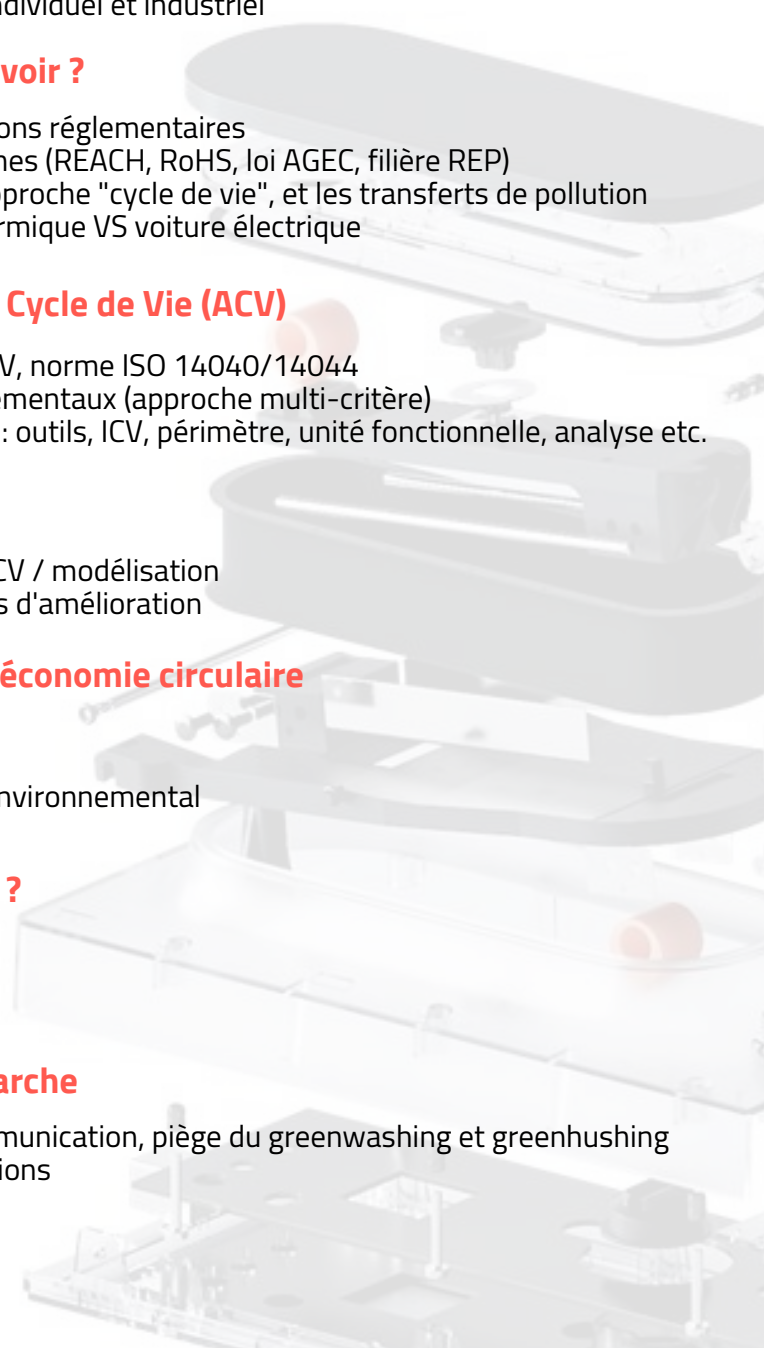 ndividuel et industriel
voir ?
ons réglementaires
nes (REACH, RoHS, loi AGEC, filière REP)
proche "cycle de vie", et les transferts de pollution
rmique VS voiture électrique
Cycle de Vie (ACV)
V, norme ISO 14040/14044
ementaux (approche multi-critère)
: outils, ICV, périmètre, unité fonctionnelle, analyse etc.
CV / modélisation
s d'amélioration
économie circulaire
nvironnemental
?
arche
munication, piège du greenwashing et greenhushing
ions